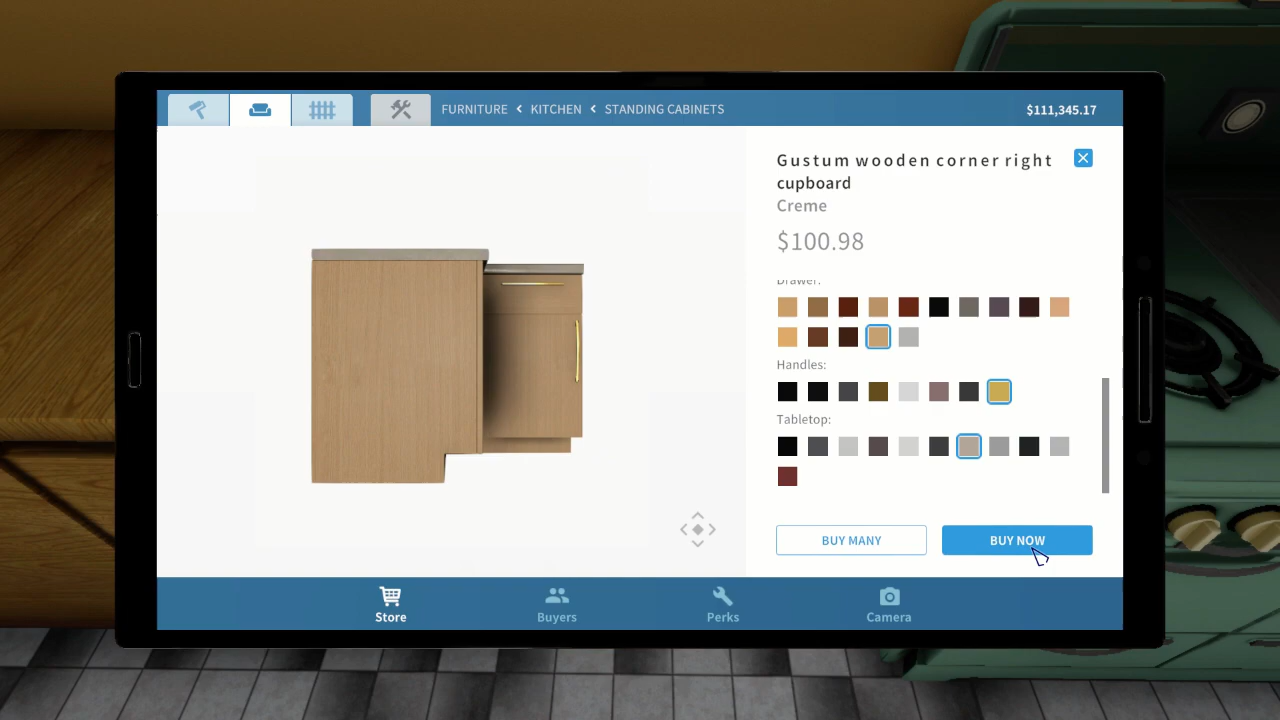 FURNITURE < KITCHEN < STANDING CABINETS
$111,345.17
Gustum wooden corner right
cupboard
Creme
$100.98
Drawer:
Handles:
Tabletop:
BUY MANY
BUY NOW
Store
Buyers
Perks
Camera